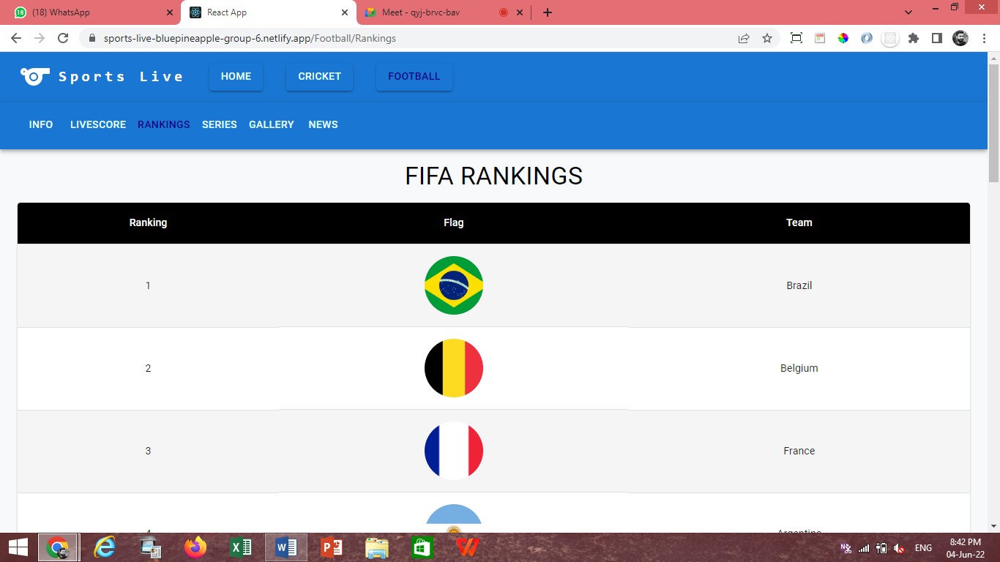 (18) WhatsApp
React App
Meet - qyj-brvc-bav
sports-live-bluepineapple-group-6.netlify.app/Football/Rankings
Sports Live HOME CRICKET FOOTBALL
INFO LIVESCORE RANKINGS SERIES GALLERY NEWS
FIFA RANKINGS
Ranking Flag Team
1 Brazil
2 Belgium
3 France
4 Argentina
ENG
8:42 PM
04-Jun-22